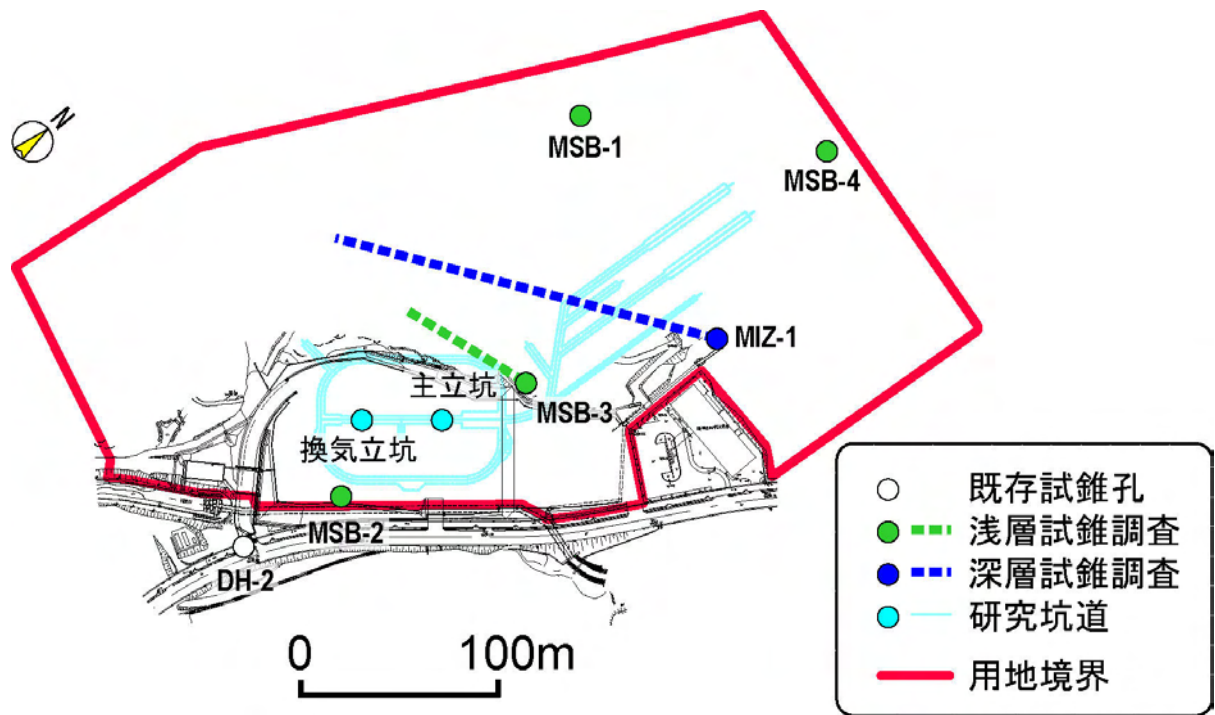 N
MSB-1
MSB-4
MIZ-1
主立坑
MSB-3
換気立坑
MSB-2
DH-2
0 100m
既存試錐孔
浅層試錐調査
深層試錐調査
研究坑道
用地境界